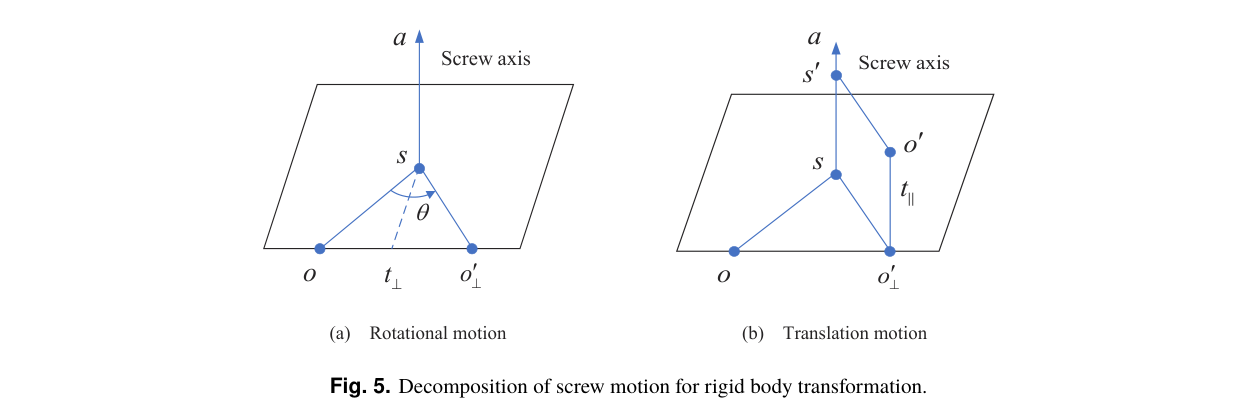 a
Screw axis
s
θ
o
t⊥
o′⊥
(a) Rotational motion
a
s′
Screw axis
s
o′
t∥
o
o′⊥
(b) Translation motion
Fig. 5. Decomposition of screw motion for rigid body transformation.